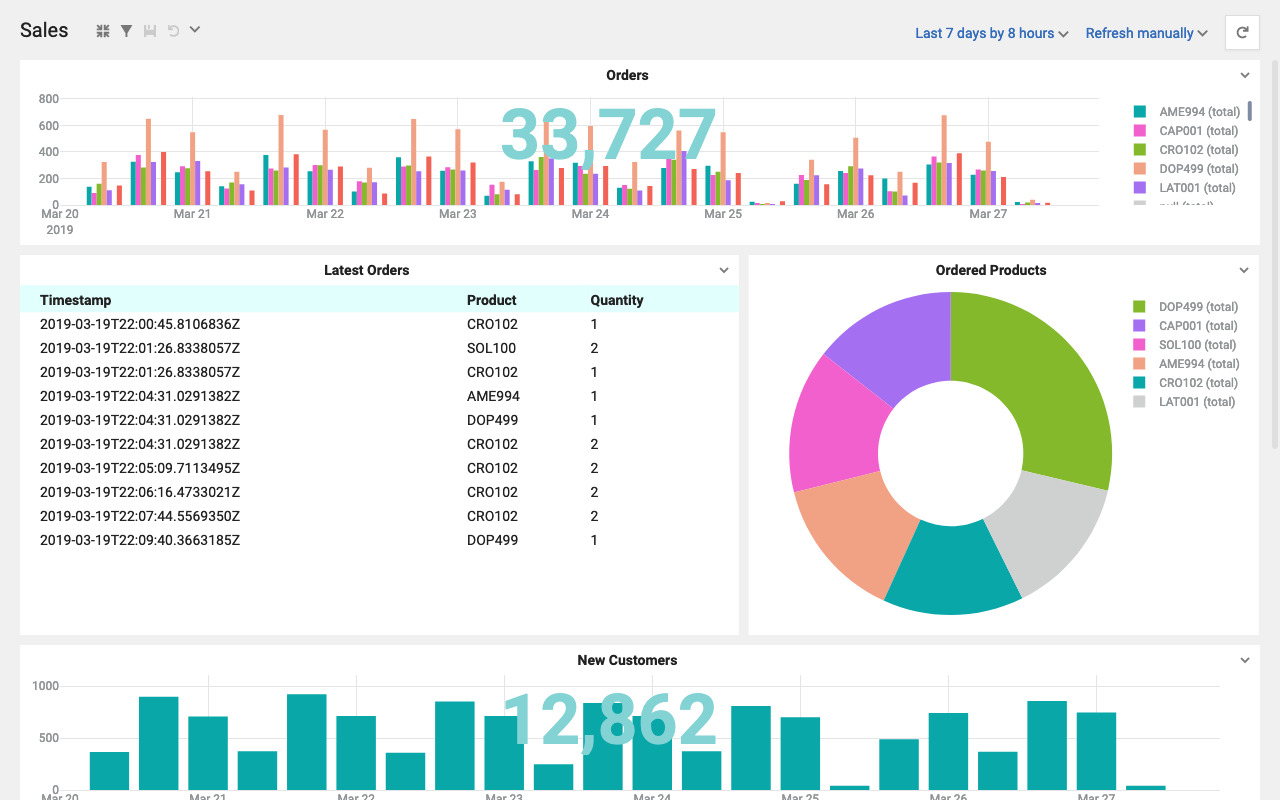 Sales
Last 7 days by 8 hours
Refresh manually
Orders
33,727
800
600
400
200
0
Mar 20 Mar 21 Mar 22 Mar 23 Mar 24 Mar 25 Mar 26 Mar 27
2019
AME994 (total)
CAP001 (total)
CRO102 (total)
DOP499 (total)
LAT001 (total)
null (total)
Latest Orders
Timestamp Product Quantity
2019-03-19T22:00:45.8106836Z CRO102 1
2019-03-19T22:01:26.8338057Z SOL100 2
2019-03-19T22:01:26.8338057Z CRO102 1
2019-03-19T22:04:31.0291382Z AME994 1
2019-03-19T22:04:31.0291382Z DOP499 1
2019-03-19T22:04:31.0291382Z CRO102 2
2019-03-19T22:05:09.7113495Z CRO102 2
2019-03-19T22:06:16.4733021Z CRO102 2
2019-03-19T22:07:44.5569350Z CRO102 2
2019-03-19T22:09:40.3663185Z DOP499 1
Ordered Products
DOP499 (total)
CAP001 (total)
SOL100 (total)
AME994 (total)
CRO102 (total)
LAT001 (total)
New Customers
12,862
1000
500
0
Mar 20 Mar 21 Mar 22 Mar 23 Mar 24 Mar 25 Mar 26 Mar 27